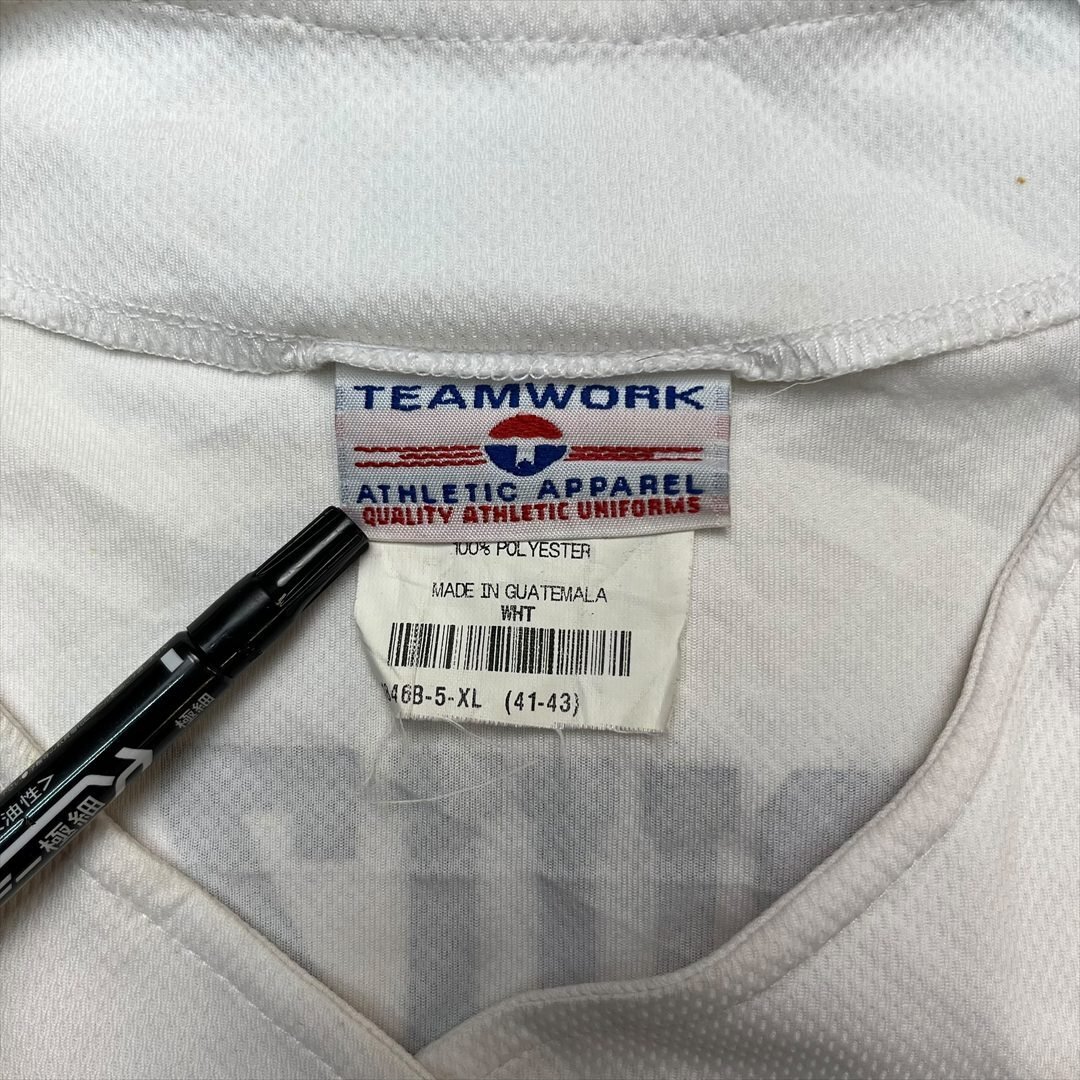 TEAMWORK
ATHLETIC APPAREL
QUALITY ATHLETIC UNIFORMS
100% POLYESTER
MADE IN GUATEMALA
WHT
46B-5-XL (41-43)
極細
油性>
極細